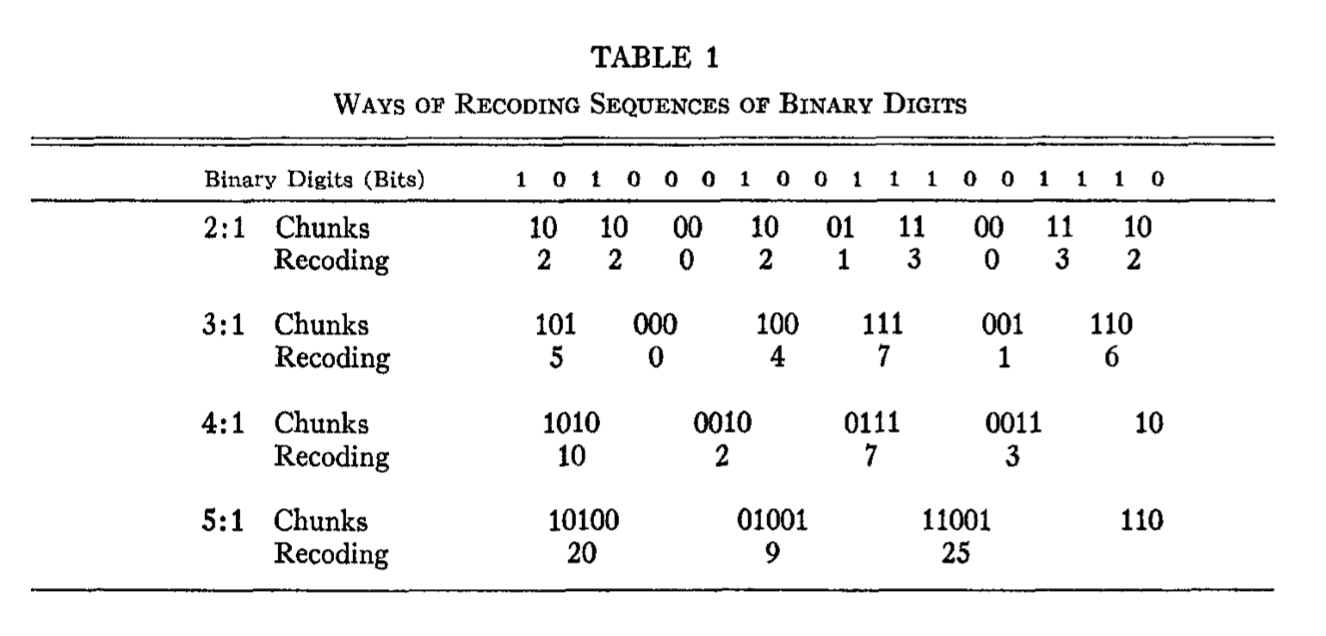 TABLE 1
WAYS OF RECODING SEQUENCES OF BINARY DIGITS
Binary Digits (Bits) 1 0 1 0 0 0 1 0 0 1 1 1 0 0 1 1 1 0
2:1 Chunks 10 10 00 10 01 11 00 11 10
Recoding 2 2 0 2 1 3 0 3 2
3:1 Chunks 101 000 100 111 001 110
Recoding 5 0 4 7 1 6
4:1 Chunks 1010 0010 0111 0011 10
Recoding 10 2 7 3
5:1 Chunks 10100 01001 11001 110
Recoding 20 9 25